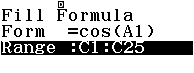 Fill Formula
Form =cos(A1)
Range :C1:C25